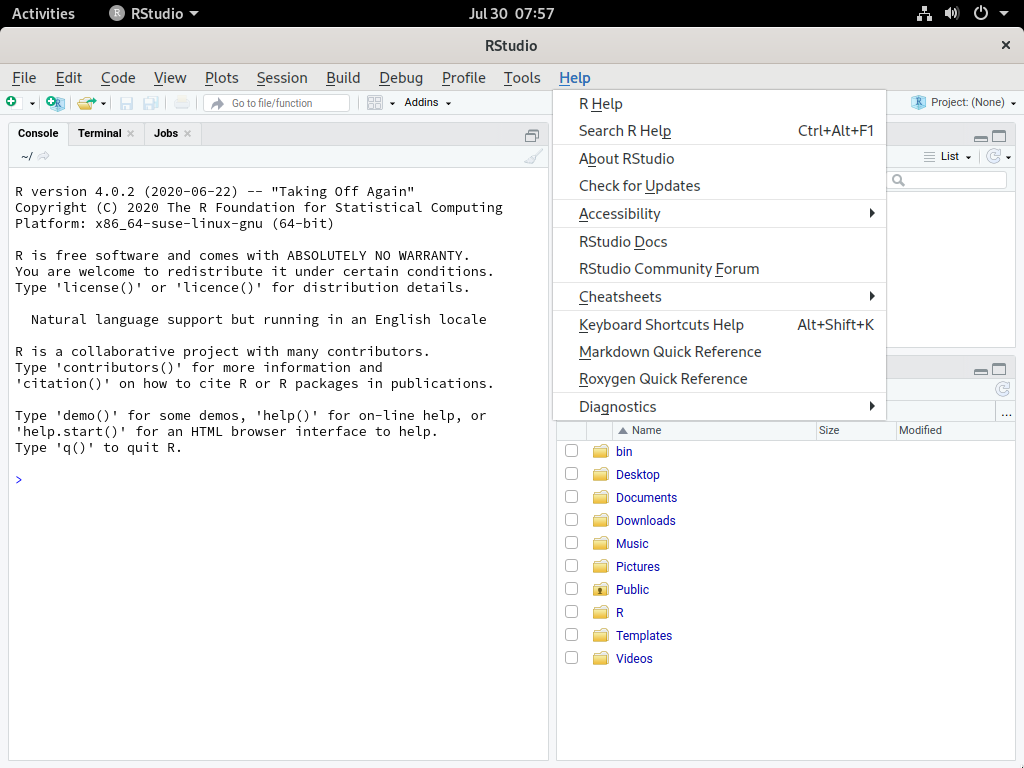 Activities RStudio Jul 30 07:57
RStudio
File Edit Code View Plots Session Build Debug Profile Tools Help
Go to file/function Addins Project: (None)
Console Terminal Jobs
~/
R version 4.0.2 (2020-06-22) -- "Taking Off Again"
Copyright (C) 2020 The R Foundation for Statistical Computing
Platform: x86_64-suse-linux-gnu (64-bit)
R is free software and comes with ABSOLUTELY NO WARRANTY.
You are welcome to redistribute it under certain conditions.
Type 'license()' or 'licence()' for distribution details.
Natural language support but running in an English locale
R is a collaborative project with many contributors.
Type 'contributors()' for more information and
'citation()' on how to cite R or R packages in publications.
Type 'demo()' for some demos, 'help()' for on-line help, or
'help.start()' for an HTML browser interface to help.
Type 'q()' to quit R.
>
R Help
Search R Help Ctrl+Alt+F1
About RStudio
Check for Updates
Accessibility
RStudio Docs
RStudio Community Forum
Cheatsheets
Keyboard Shortcuts Help Alt+Shift+K
Markdown Quick Reference
Roxygen Quick Reference
Diagnostics
List
...
Name Size Modified
bin
Desktop
Documents
Downloads
Music
Pictures
Public
R
Templates
Videos